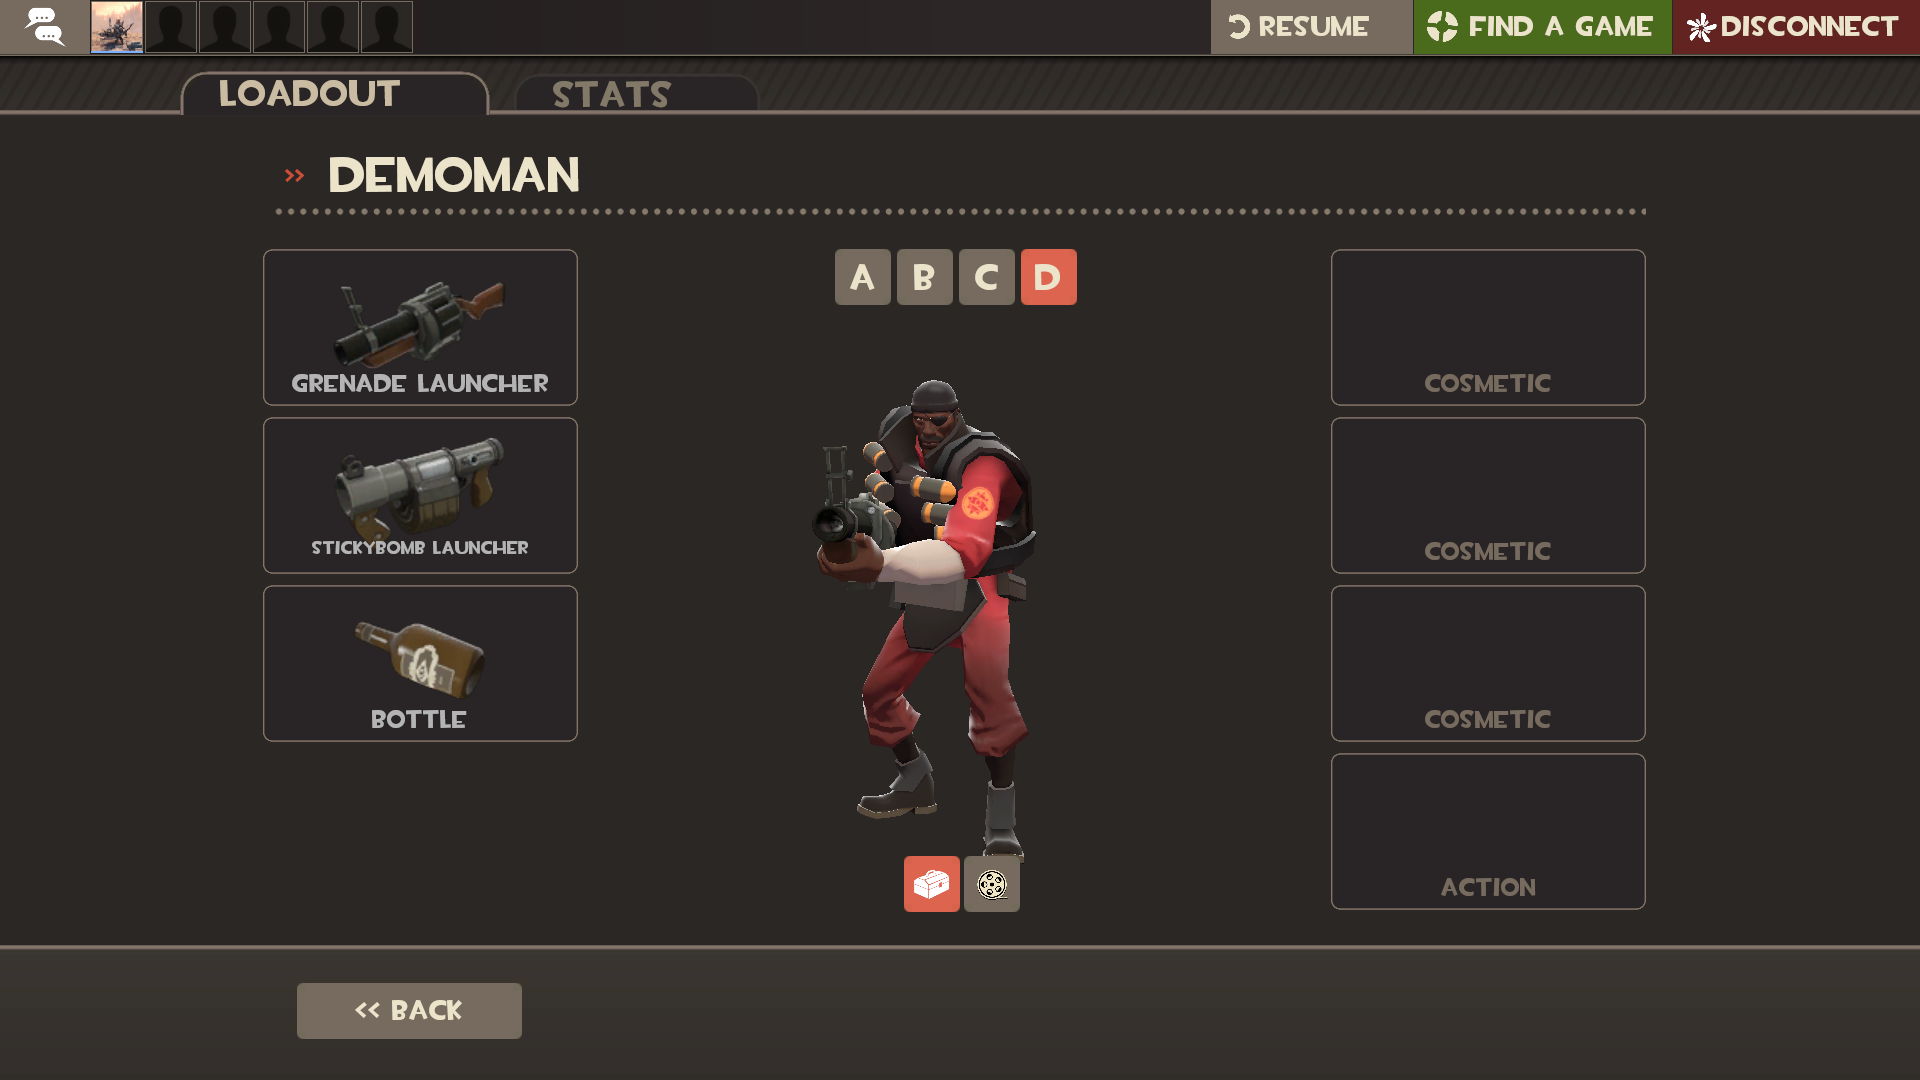 RESUME
FIND A GAME
DISCONNECT
LOADOUT
STATS
>> DEMOMAN
A B C D
GRENADE LAUNCHER
STICKYBOMB LAUNCHER
BOTTLE
COSMETIC
COSMETIC
COSMETIC
ACTION
<< BACK